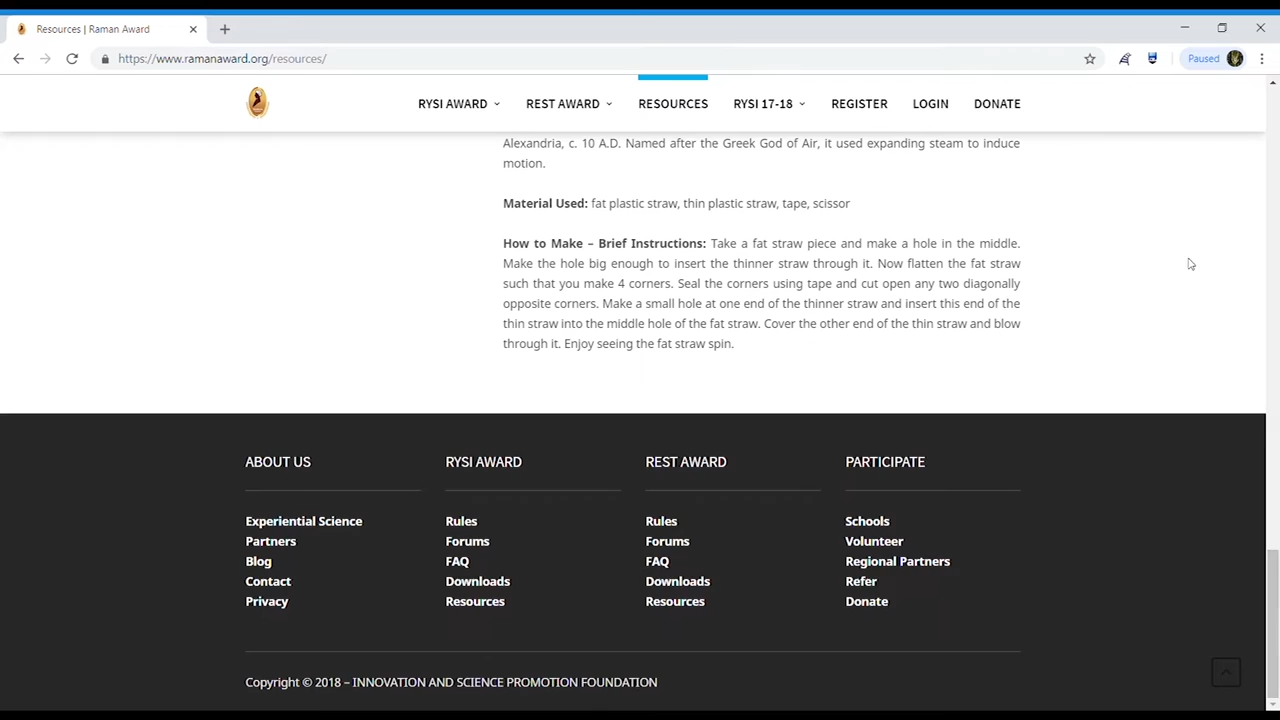 Resources | Raman Award
https://www.ramanaward.org/resources/
Paused
RYSI AWARD
REST AWARD
RESOURCES
RYSI 17-18
REGISTER
LOGIN
DONATE
Alexandria, c. 10 A.D. Named after the Greek God of Air, it used expanding steam to induce
motion.
Material Used: fat plastic straw, thin plastic straw, tape, scissor
How to Make – Brief Instructions: Take a fat straw piece and make a hole in the middle.
Make the hole big enough to insert the thinner straw through it. Now flatten the fat straw
such that you make 4 corners. Seal the corners using tape and cut open any two diagonally
opposite corners. Make a small hole at one end of the thinner straw and insert this end of the
thin straw into the middle hole of the fat straw. Cover the other end of the thin straw and blow
through it. Enjoy seeing the fat straw spin.
ABOUT US
Experiential Science
Partners
Blog
Contact
Privacy
RYSI AWARD
Rules
Forums
FAQ
Downloads
Resources
REST AWARD
Rules
Forums
FAQ
Downloads
Resources
PARTICIPATE
Schools
Volunteer
Regional Partners
Refer
Donate
Copyright © 2018 – INNOVATION AND SCIENCE PROMOTION FOUNDATION